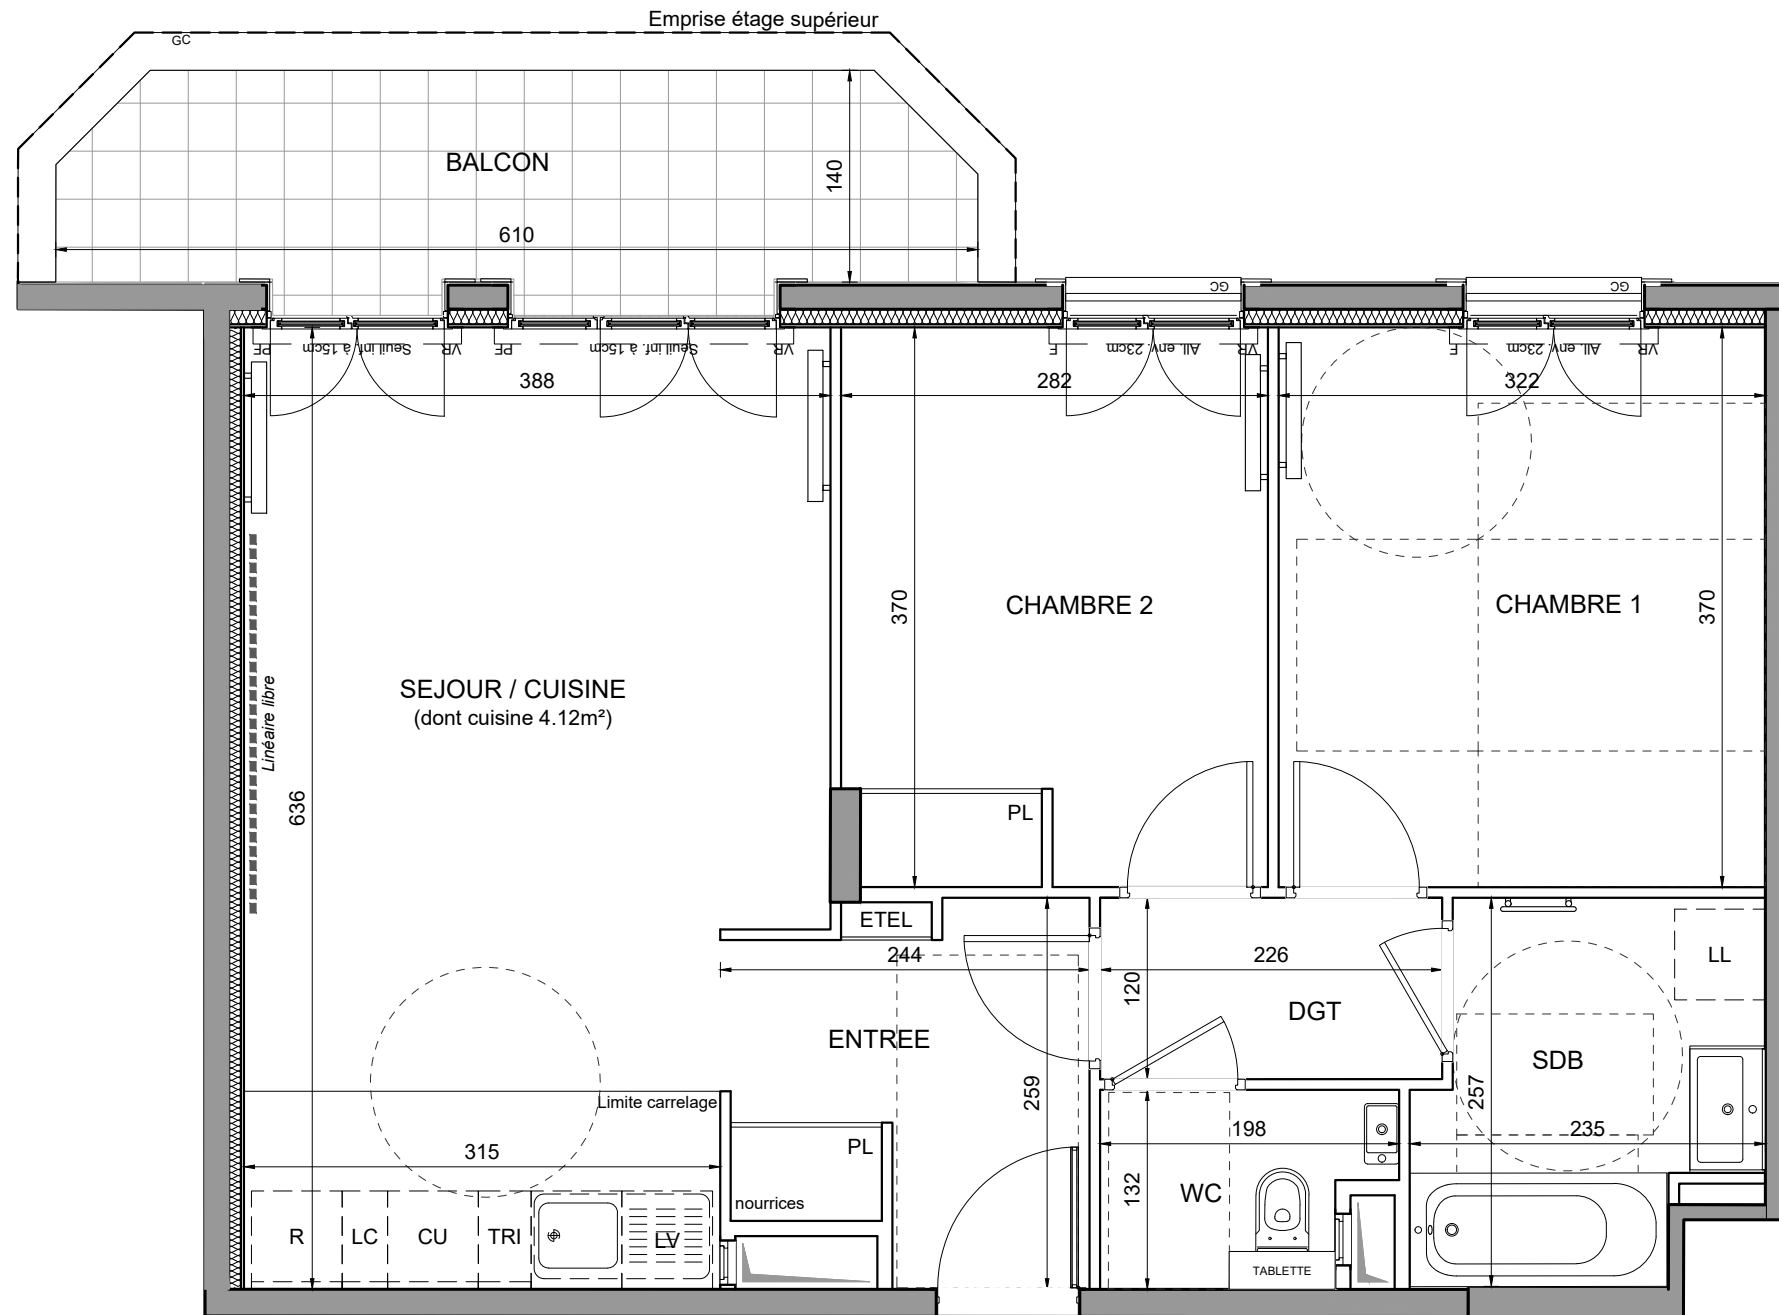 Emprise étage supérieur
GC
BALCON
140
610
GC
GC
PF
Seuil inf. à 15cm
VR
PF
Seuil inf. à 15cm
VR
F
All. env. 23cm
VR
F
All. env. 23cm
VR
388
282
322
370
CHAMBRE 2
CHAMBRE 1
370
SEJOUR / CUISINE
(dont cuisine 4.12m²)
Linéaire libre
636
PL
ETEL
244
226
120
LL
DGT
ENTREE
SDB
259
257
Limite carrelage
315
PL
198
235
nourrices
132
WC
R
LC
CU
TRI
LV
TABLETTE